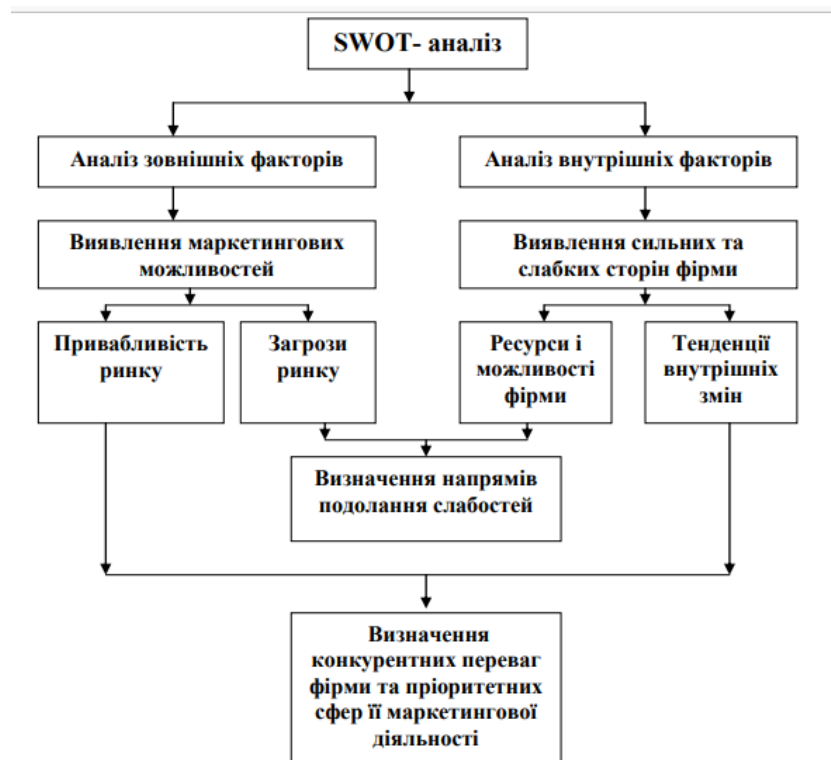 SWOT- аналіз
Аналіз зовнішніх факторів
Аналіз внутрішніх факторів
Виявлення маркетингових
можливостей
Виявлення сильних та
слабких сторін фірми
Привабливість
ринку
Загрози
ринку
Ресурси і
можливості
фірми
Тенденції
внутрішніх
змін
Визначення напрямів
подолання слабостей
Визначення
конкурентних переваг
фірми та пріоритетних
сфер її маркетингової
діяльності